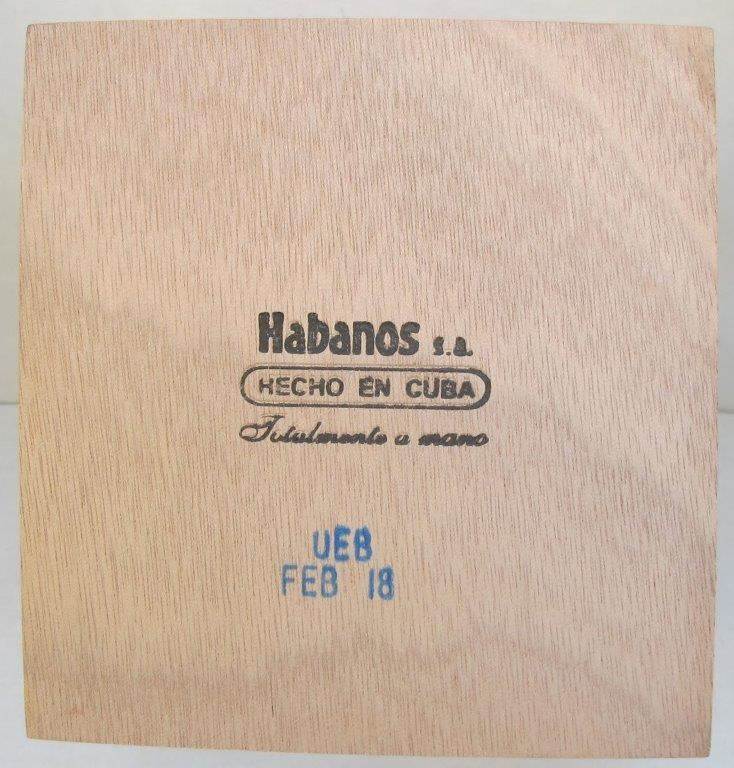 Habanos s.a.
HECHO EN CUBA
Totalmente a mano
UEB
FEB 18